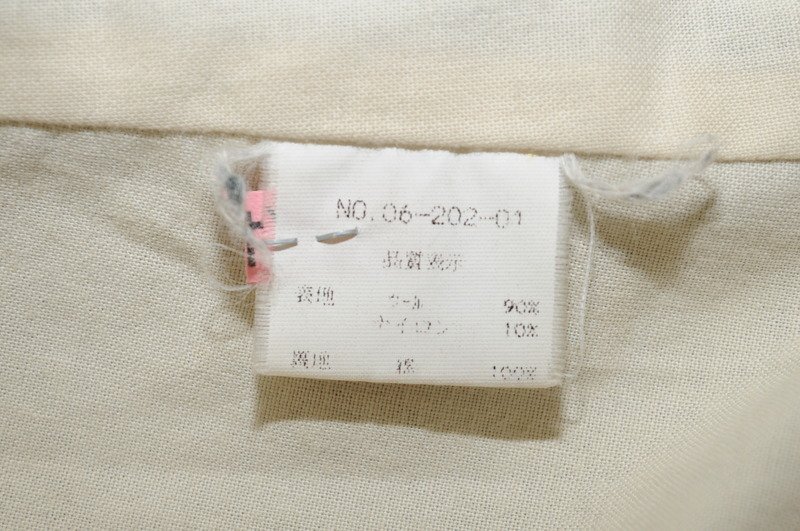 NO.06-202-01
品質表示
表地 ウール 90%
ナイロン 10%
裏地 100%